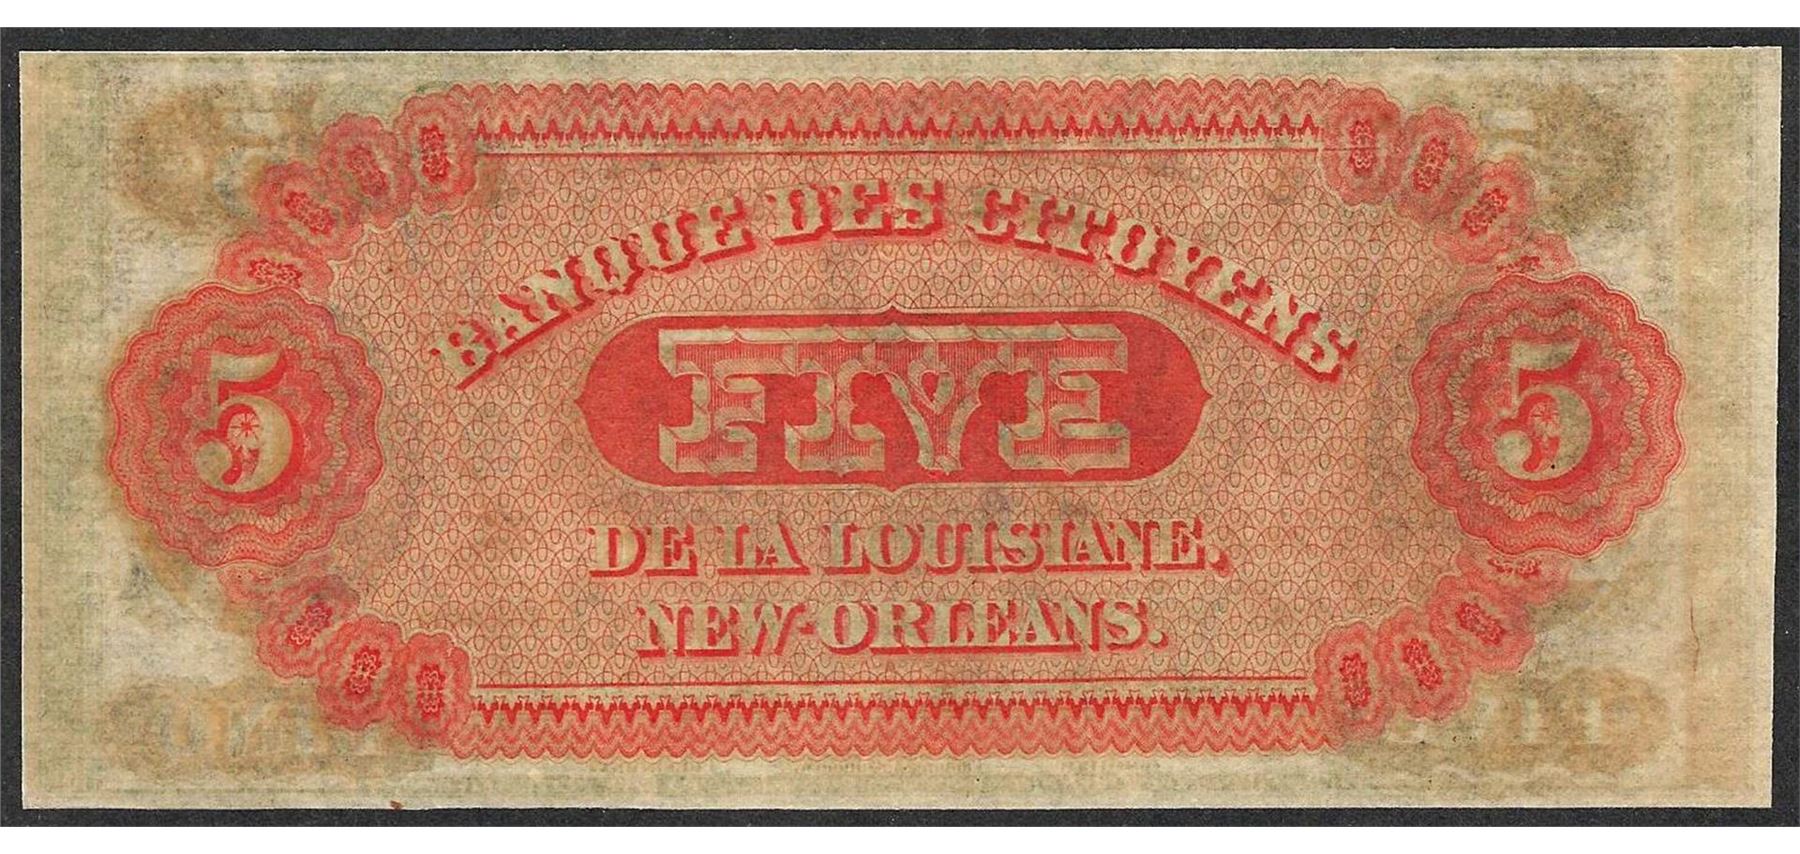 BANQUE DES CITOYENS
5 FIVE 5
DE LA LOUISIANE.
NEW-ORLEANS.